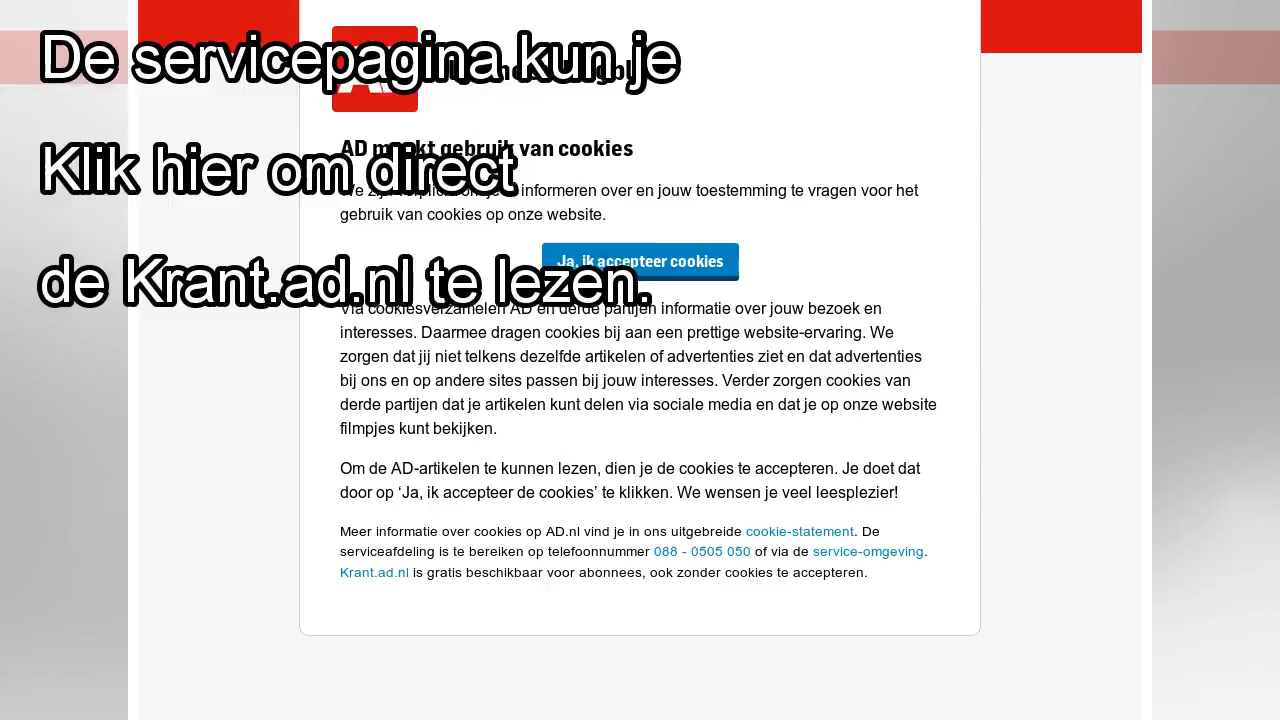 De servicepagina kun je
Klik hier om direct
de Krant.ad.nl te lezen.
AD gebruik van cookies
informeren over en jouw toestemming te vragen voor het
gebruik van cookies op onze website.
Ja, ik accepteer cookies
Via cookiesverzamelen AD en derde partijen informatie over jouw bezoek en
interesses. Daarmee dragen cookies bij aan een prettige website-ervaring. We
zorgen dat jij niet telkens dezelfde artikelen of advertenties ziet en dat advertenties
bij ons en op andere sites passen bij jouw interesses. Verder zorgen cookies van
derde partijen dat je artikelen kunt delen via sociale media en dat je op onze website
filmpjes kunt bekijken.
Om de AD-artikelen te kunnen lezen, dien je de cookies te accepteren. Je doet dat
door op ‘Ja, ik accepteer de cookies’ te klikken. We wensen je veel leesplezier!
Meer informatie over cookies op AD.nl vind je in ons uitgebreide cookie-statement. De
serviceafdeling is te bereiken op telefoonnummer 088 - 0505 050 of via de service-omgeving.
Krant.ad.nl is gratis beschikbaar voor abonnees, ook zonder cookies te accepteren.